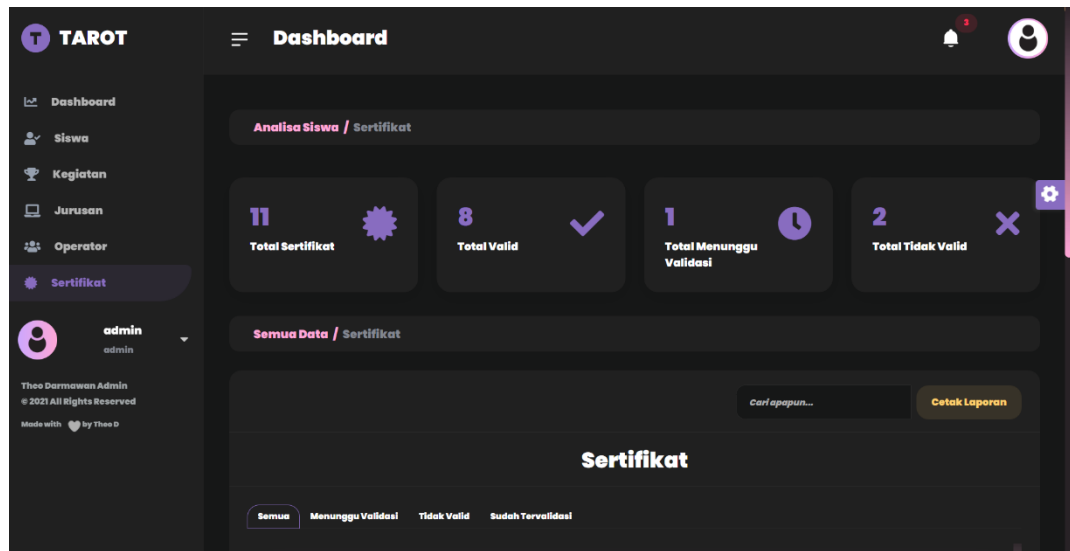 T TAROT
Dashboard
3
Dashboard
Siswa
Kegiatan
Jurusan
Operator
Sertifikat
admin
admin
Theo Darmawan Admin
© 2021 All Rights Reserved
Made with by Theo D
Analisa Siswa / Sertifikat
11
Total Sertifikat
8
Total Valid
1
Total Menunggu
Validasi
2
Total Tidak Valid
Semua Data / Sertifikat
Cari apapun...
Cetak Laporan
Sertifikat
Semua Menunggu Validasi Tidak Valid Sudah Tervalidasi